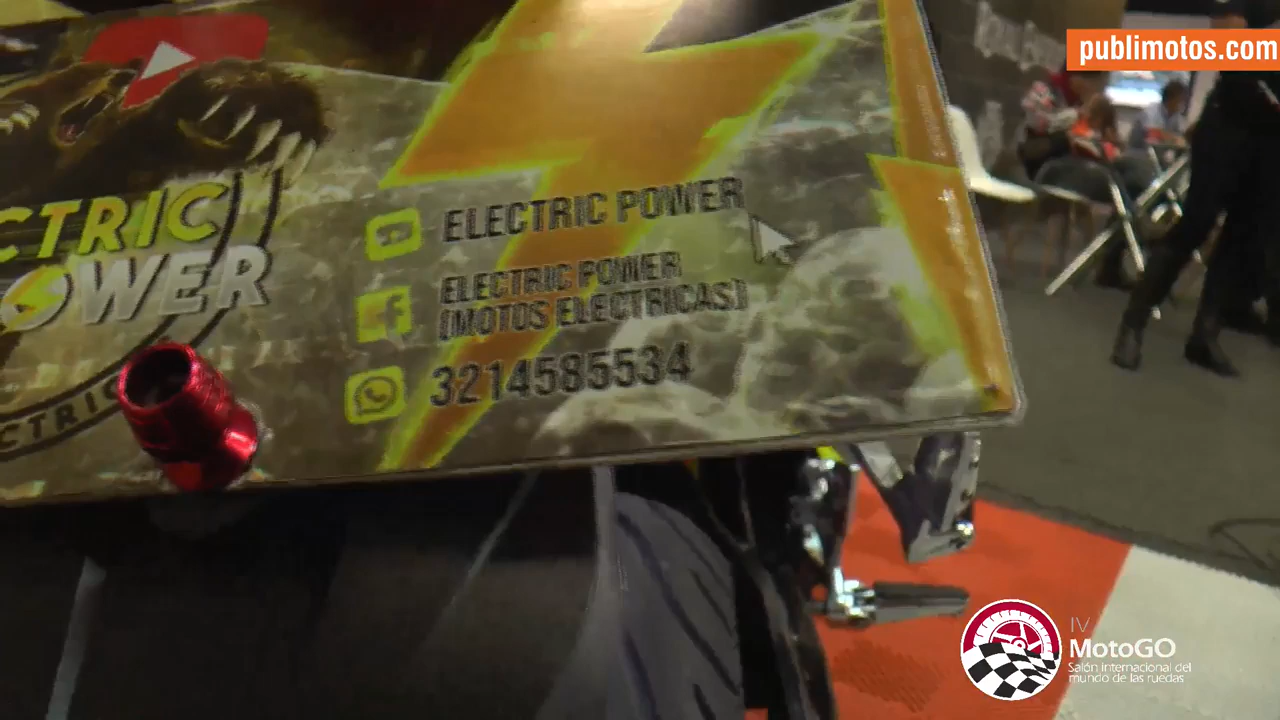 publimotos.com
CTRIC
OWER
ELECTRIC POWER
ELECTRIC POWER
(MOTOS ELECTRICAS)
3214585534
CTRIC
IV
MotoGO
Salón internacional del
mundo de las ruedas